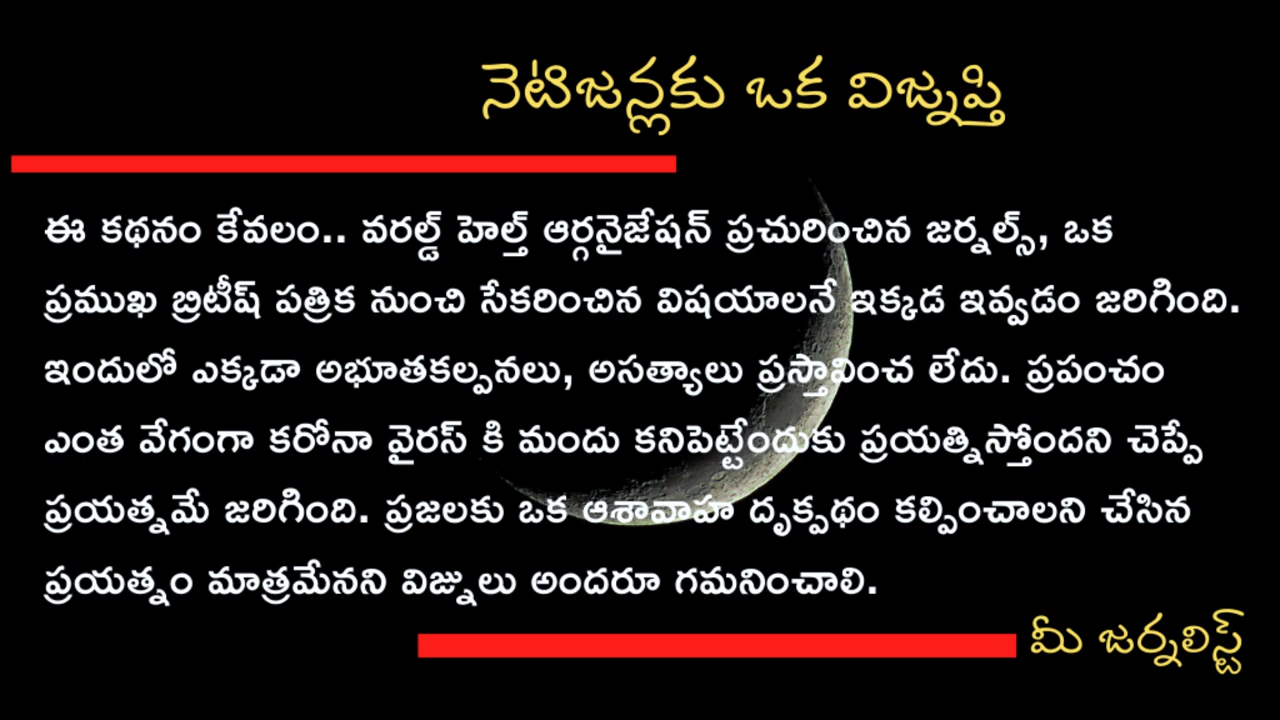 నెటిజన్లకు ఒక విజ్నప్తి
ఈ కథనం కేవలం.. వరల్డ్ హెల్త్ ఆర్గనైజేషన్ ప్రచురించిన జర్నల్స్, ఒక
ప్రముఖ బ్రిటీష్ పత్రిక నుంచి సేకరించిన విషయాలనే ఇక్కడ ఇవ్వడం జరిగింది.
ఇందులో ఎక్కడా అభూతకల్పనలు, అసత్యాలు ప్రస్తావించ లేదు. ప్రపంచం
ఎంత వేగంగా కరోనా వైరస్ కి మందు కనిపెట్టేందుకు ప్రయత్నిస్తోందని చెప్పే
ప్రయత్నమే జరిగింది. ప్రజలకు ఒక ఆశావాహ దృక్పథం కల్పించాలని చేసిన
ప్రయత్నం మాత్రమేనని విజ్నులు అందరూ గమనించాలి.
మీ జర్నలిస్ట్